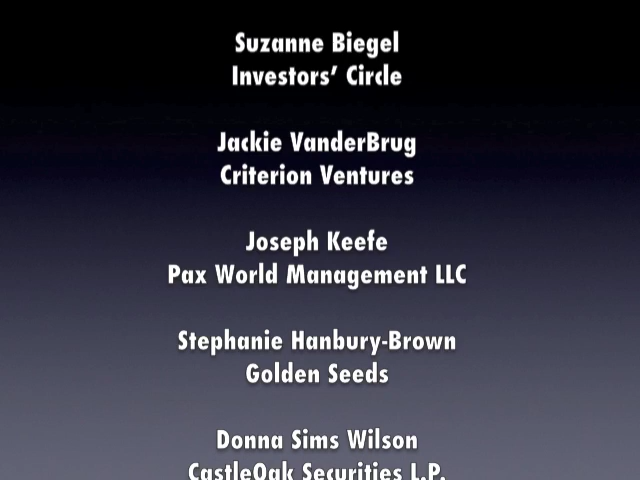 Suzanne Biegel
Investors’ Circle
Jackie VanderBrug
Criterion Ventures
Joseph Keefe
Pax World Management LLC
Stephanie Hanbury-Brown
Golden Seeds
Donna Sims Wilson
CastleOak Securities L.P.